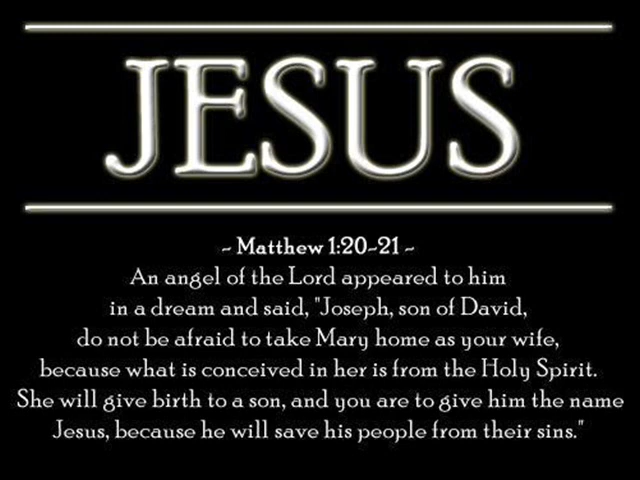 JESUS
~ Matthew 1:20-21 ~
An angel of the Lord appeared to him
in a dream and said, "Joseph, son of David,
do not be afraid to take Mary home as your wife,
because what is conceived in her is from the Holy Spirit.
She will give birth to a son, and you are to give him the name
Jesus, because he will save his people from their sins."